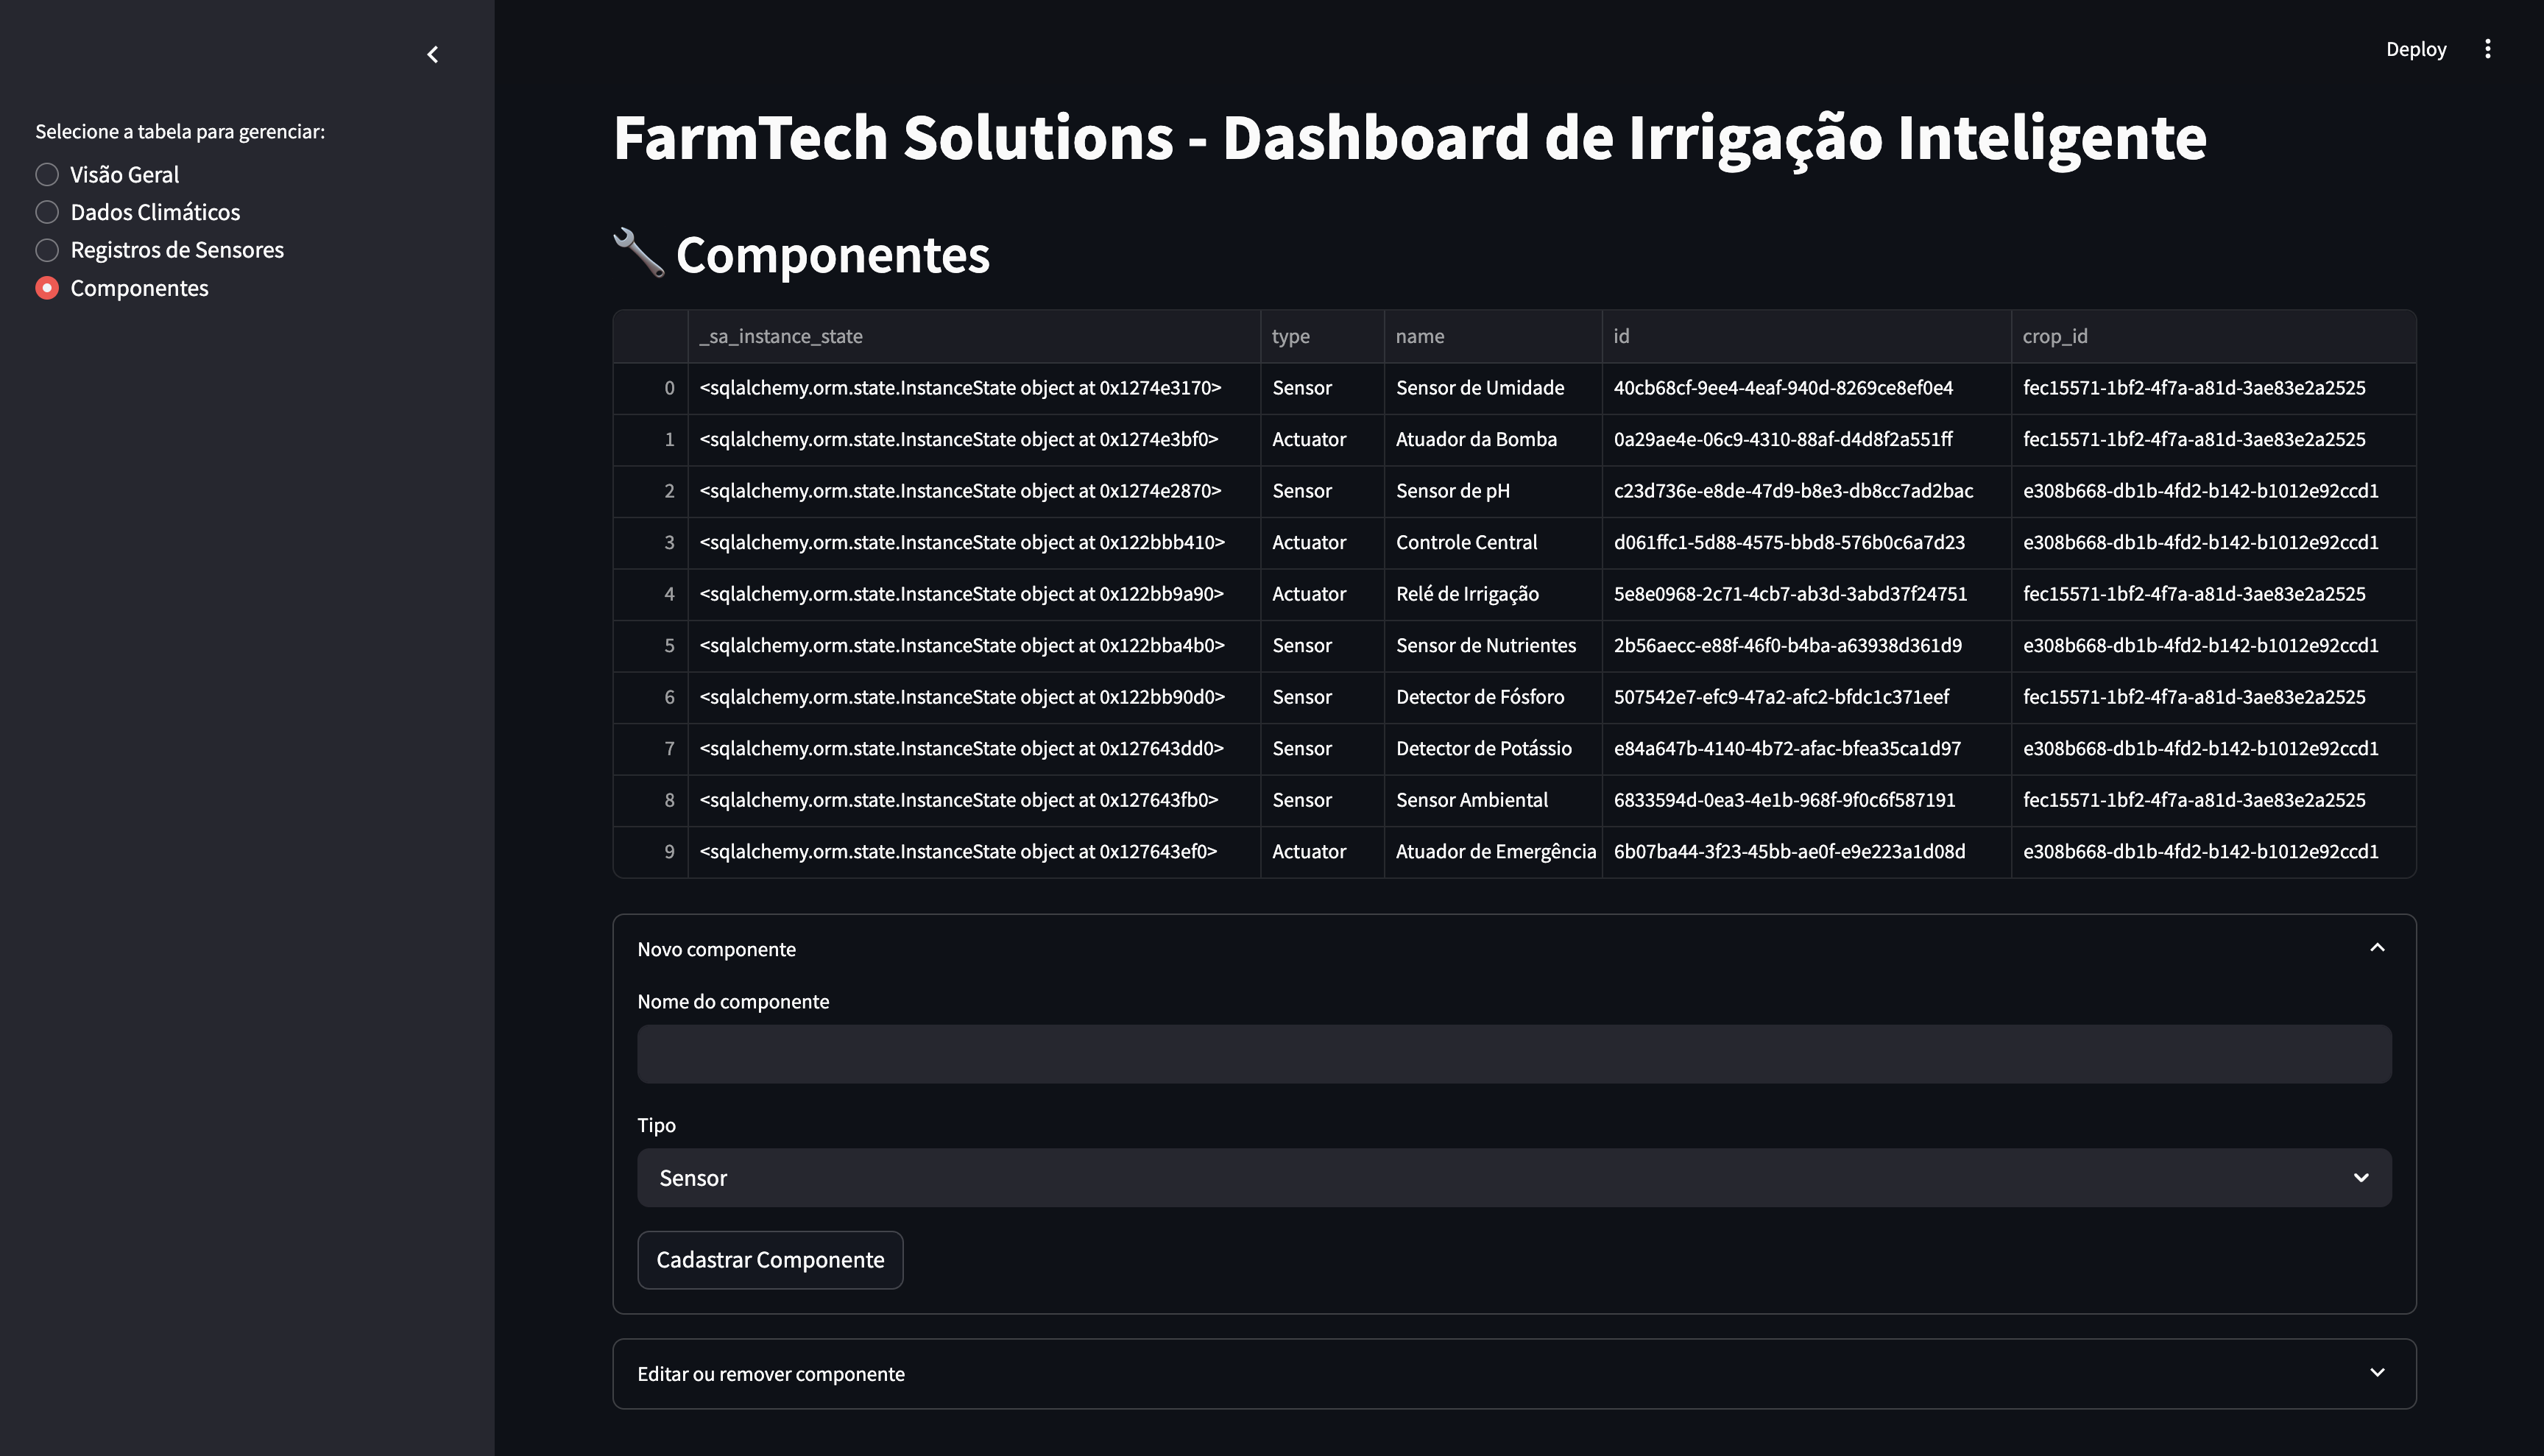 Deploy
Selecione a tabela para gerenciar:
Visão Geral
Dados Climáticos
Registros de Sensores
Componentes
FarmTech Solutions - Dashboard de Irrigação Inteligente
Componentes
_sa_instance_state type name id crop_id
0 <sqlalchemy.orm.state.InstanceState object at 0x1274e3170> Sensor Sensor de Umidade 40cb68cf-9ee4-4eaf-940d-8269ce8ef0e4 fec15571-1bf2-4f7a-a81d-3ae83e2a2525
1 <sqlalchemy.orm.state.InstanceState object at 0x1274e3bf0> Actuator Atuador da Bomba 0a29ae4e-06c9-4310-88af-d4d8f2a551ff fec15571-1bf2-4f7a-a81d-3ae83e2a2525
2 <sqlalchemy.orm.state.InstanceState object at 0x1274e2870> Sensor Sensor de pH c23d736e-e8de-47d9-b8e3-db8cc7ad2bac e308b668-db1b-4fd2-b142-b1012e92ccd1
3 <sqlalchemy.orm.state.InstanceState object at 0x122bbb410> Actuator Controle Central d061ffc1-5d88-4575-bbd8-576b0c6a7d23 e308b668-db1b-4fd2-b142-b1012e92ccd1
4 <sqlalchemy.orm.state.InstanceState object at 0x122bb9a90> Actuator Relé de Irrigação 5e8e0968-2c71-4cb7-ab3d-3abd37f24751 fec15571-1bf2-4f7a-a81d-3ae83e2a2525
5 <sqlalchemy.orm.state.InstanceState object at 0x122bba4b0> Sensor Sensor de Nutrientes 2b56aecc-e88f-46f0-b4ba-a63938d361d9 e308b668-db1b-4fd2-b142-b1012e92ccd1
6 <sqlalchemy.orm.state.InstanceState object at 0x122bb90d0> Sensor Detector de Fósforo 507542e7-efc9-47a2-afc2-bfdc1c371eef fec15571-1bf2-4f7a-a81d-3ae83e2a2525
7 <sqlalchemy.orm.state.InstanceState object at 0x127643dd0> Sensor Detector de Potássio e84a647b-4140-4b72-afac-bfea35ca1d97 e308b668-db1b-4fd2-b142-b1012e92ccd1
8 <sqlalchemy.orm.state.InstanceState object at 0x127643fb0> Sensor Sensor Ambiental 6833594d-0ea3-4e1b-968f-9f0c6f587191 fec15571-1bf2-4f7a-a81d-3ae83e2a2525
9 <sqlalchemy.orm.state.InstanceState object at 0x127643ef0> Actuator Atuador de Emergência 6b07ba44-3f23-45bb-ae0f-e9e223a1d08d e308b668-db1b-4fd2-b142-b1012e92ccd1
Novo componente
Nome do componente
Tipo
Sensor
Cadastrar Componente
Editar ou remover componente